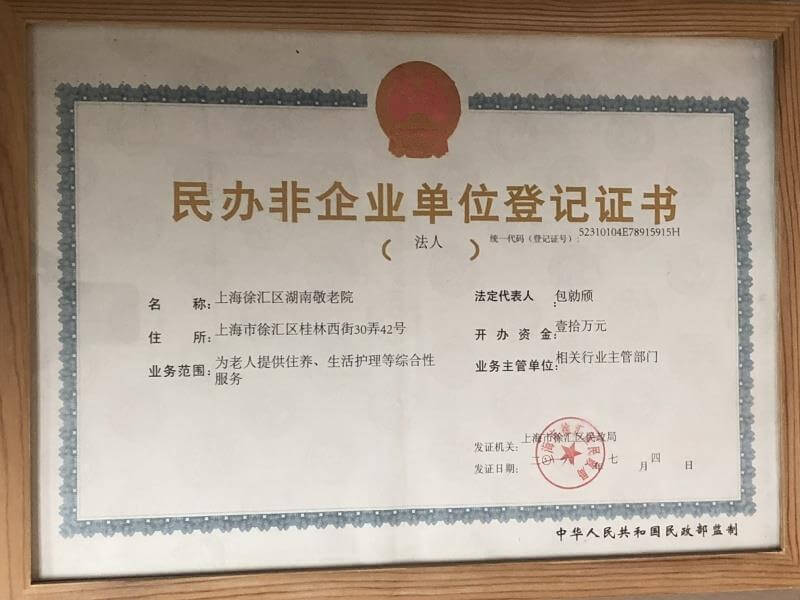 民办非企业单位登记证书
（ 法人 ） 统一代码（登记证号）: 52310104E78915915H
名 称: 上海徐汇区湖南敬老院
住 所: 上海市徐汇区桂林西街30弄42号
业务范围: 为老人提供住养、生活护理等综合性
服务
法定代表人: 包勍颀
开办资金: 壹拾万元
业务主管单位: 相关行业主管部门
发证机关: 上海市徐汇区民政局
发证日期: 年七月四日
中华人民共和国民政部监制